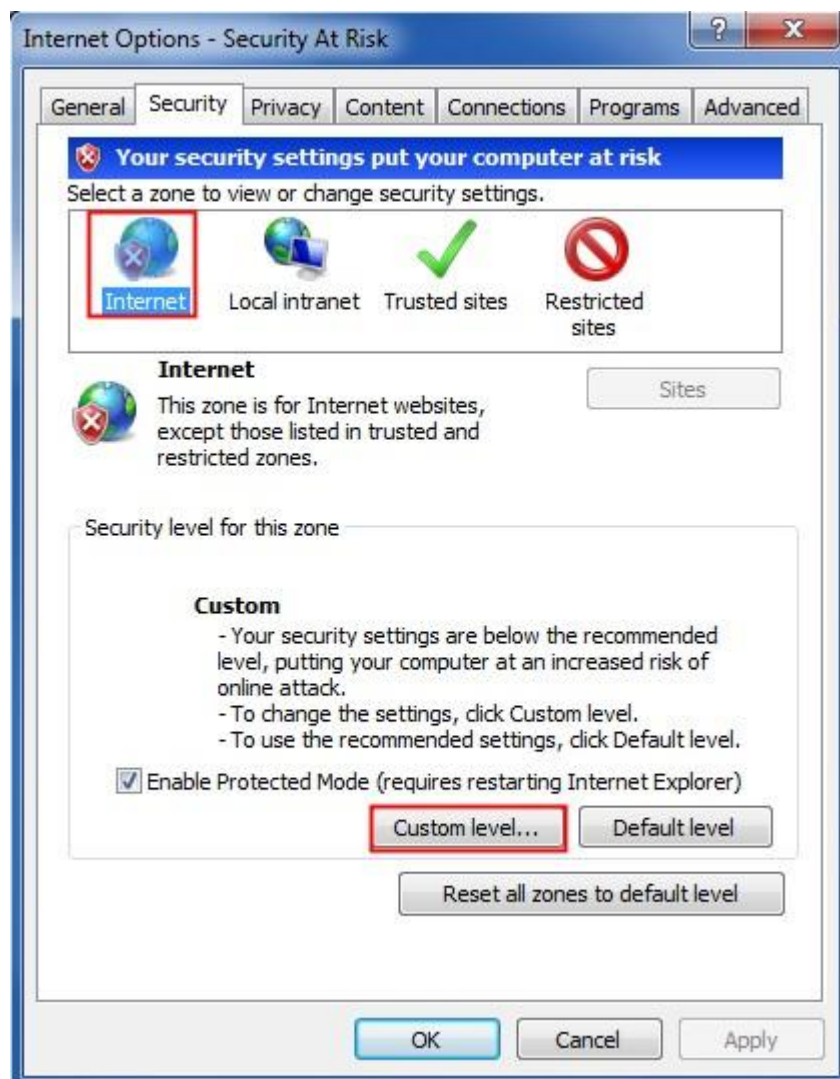 Internet Options - Security At Risk
General Security Privacy Content Connections Programs Advanced
Your security settings put your computer at risk
Select a zone to view or change security settings.
Internet
Local intranet
Trusted sites
Restricted
sites
Internet
This zone is for Internet websites,
except those listed in trusted and
restricted zones.
Sites
Security level for this zone
Custom
- Your security settings are below the recommended
level, putting your computer at an increased risk of
online attack.
- To change the settings, click Custom level.
- To use the recommended settings, click Default level.
Enable Protected Mode (requires restarting Internet Explorer)
Custom level... Default level
Reset all zones to default level
OK Cancel Apply